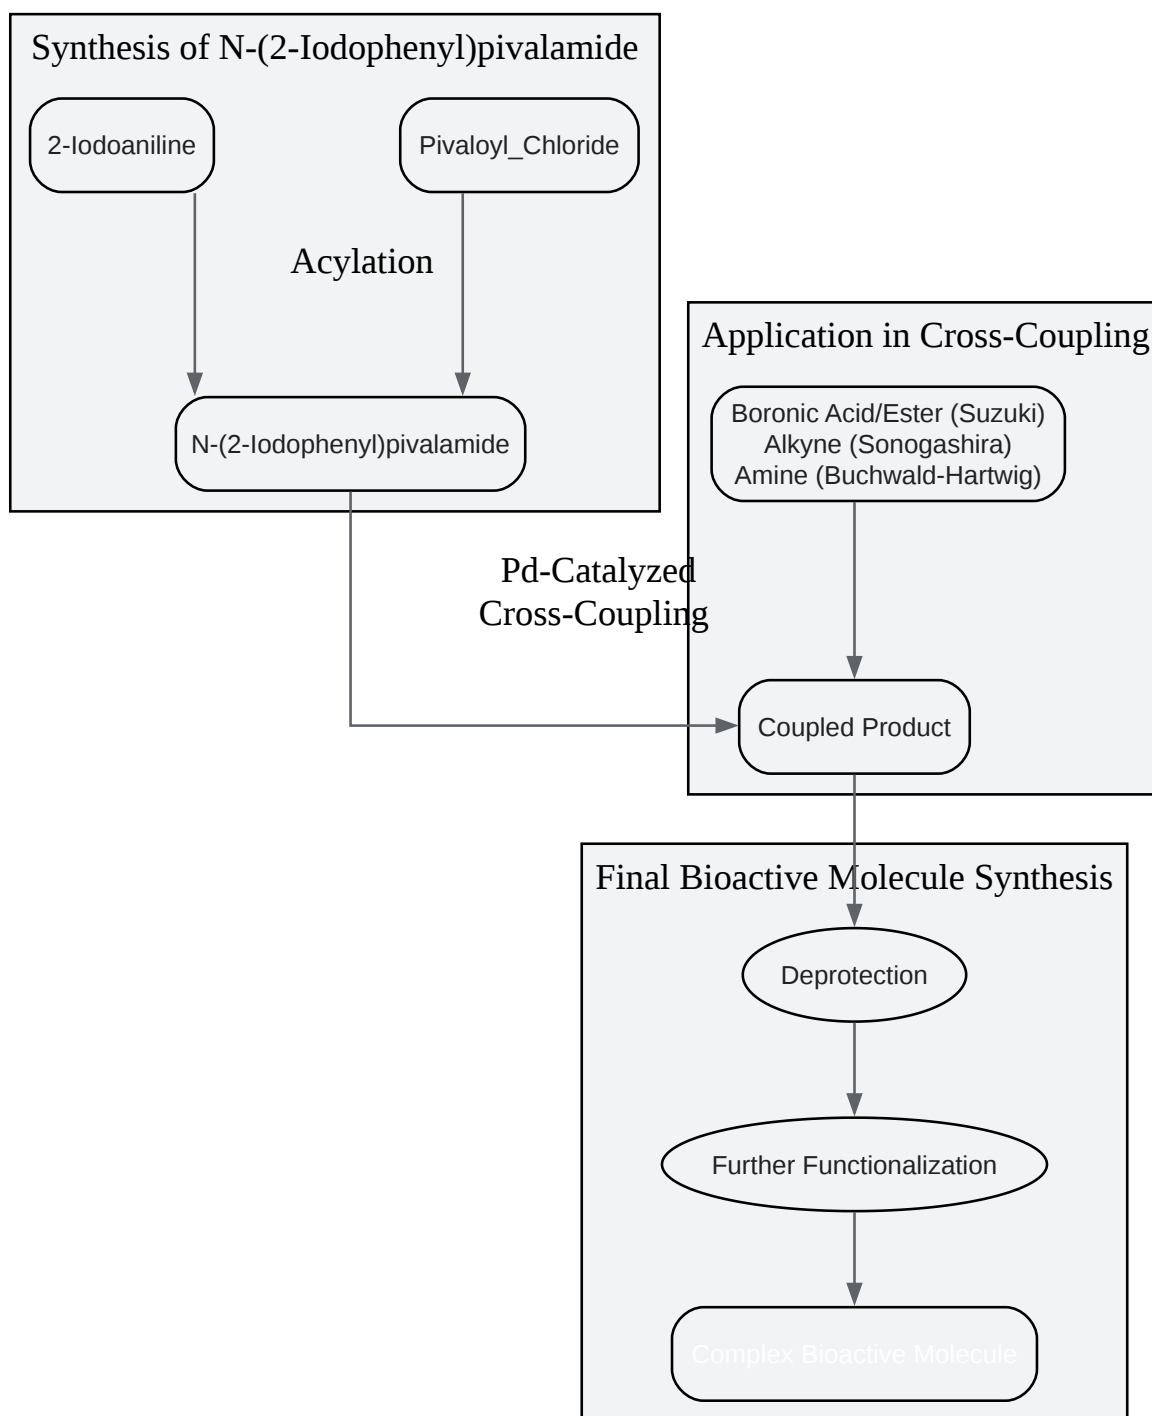 Synthesis of N-(2-Iodophenyl)pivalamide
2-Iodoaniline
Pivaloyl_Chloride
Acylation
N-(2-Iodophenyl)pivalamide
Application in Cross-Coupling
Boronic Acid/Ester (Suzuki)
Alkyne (Sonogashira)
Amine (Buchwald-Hartwig)
Pd-Catalyzed
Cross-Coupling
Coupled Product
Final Bioactive Molecule Synthesis
Deprotection
Further Functionalization
Complex Bioactive Molecule